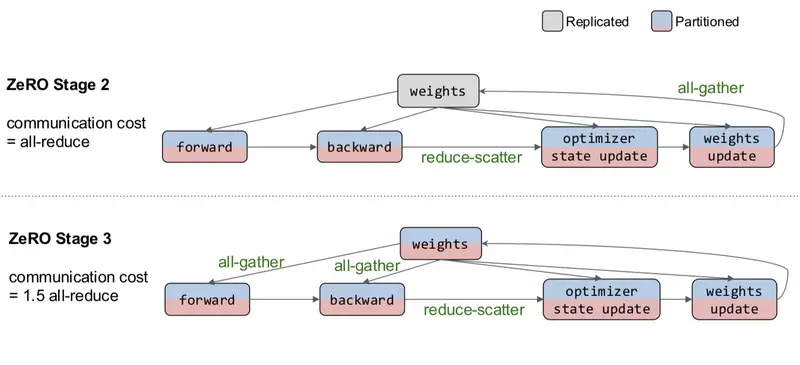 Replicated
Partitioned
ZeRO Stage 2
communication cost
= all-reduce
weights
all-gather
forward
backward
reduce-scatter
optimizer
state update
weights
update
ZeRO Stage 3
communication cost
= 1.5 all-reduce
weights
all-gather
all-gather
forward
backward
reduce-scatter
optimizer
state update
weights
update